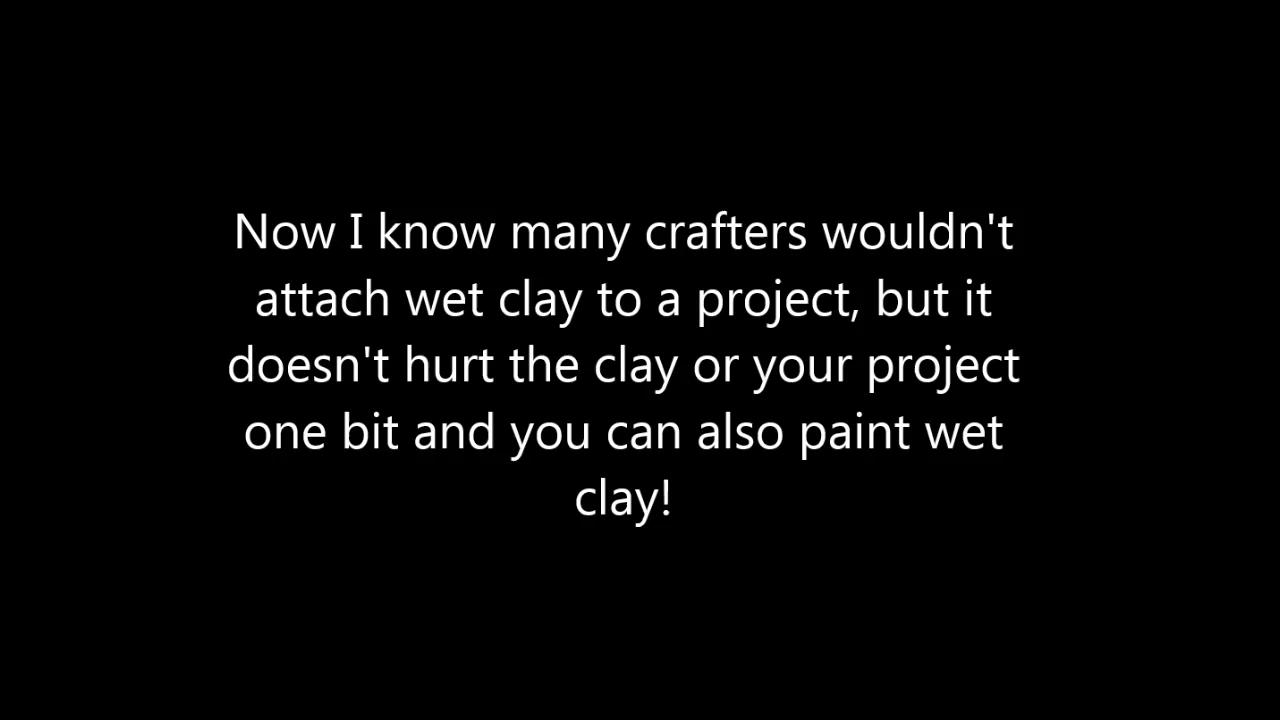 Now I know many crafters wouldn't
attach wet clay to a project, but it
doesn't hurt the clay or your project
one bit and you can also paint wet
clay!